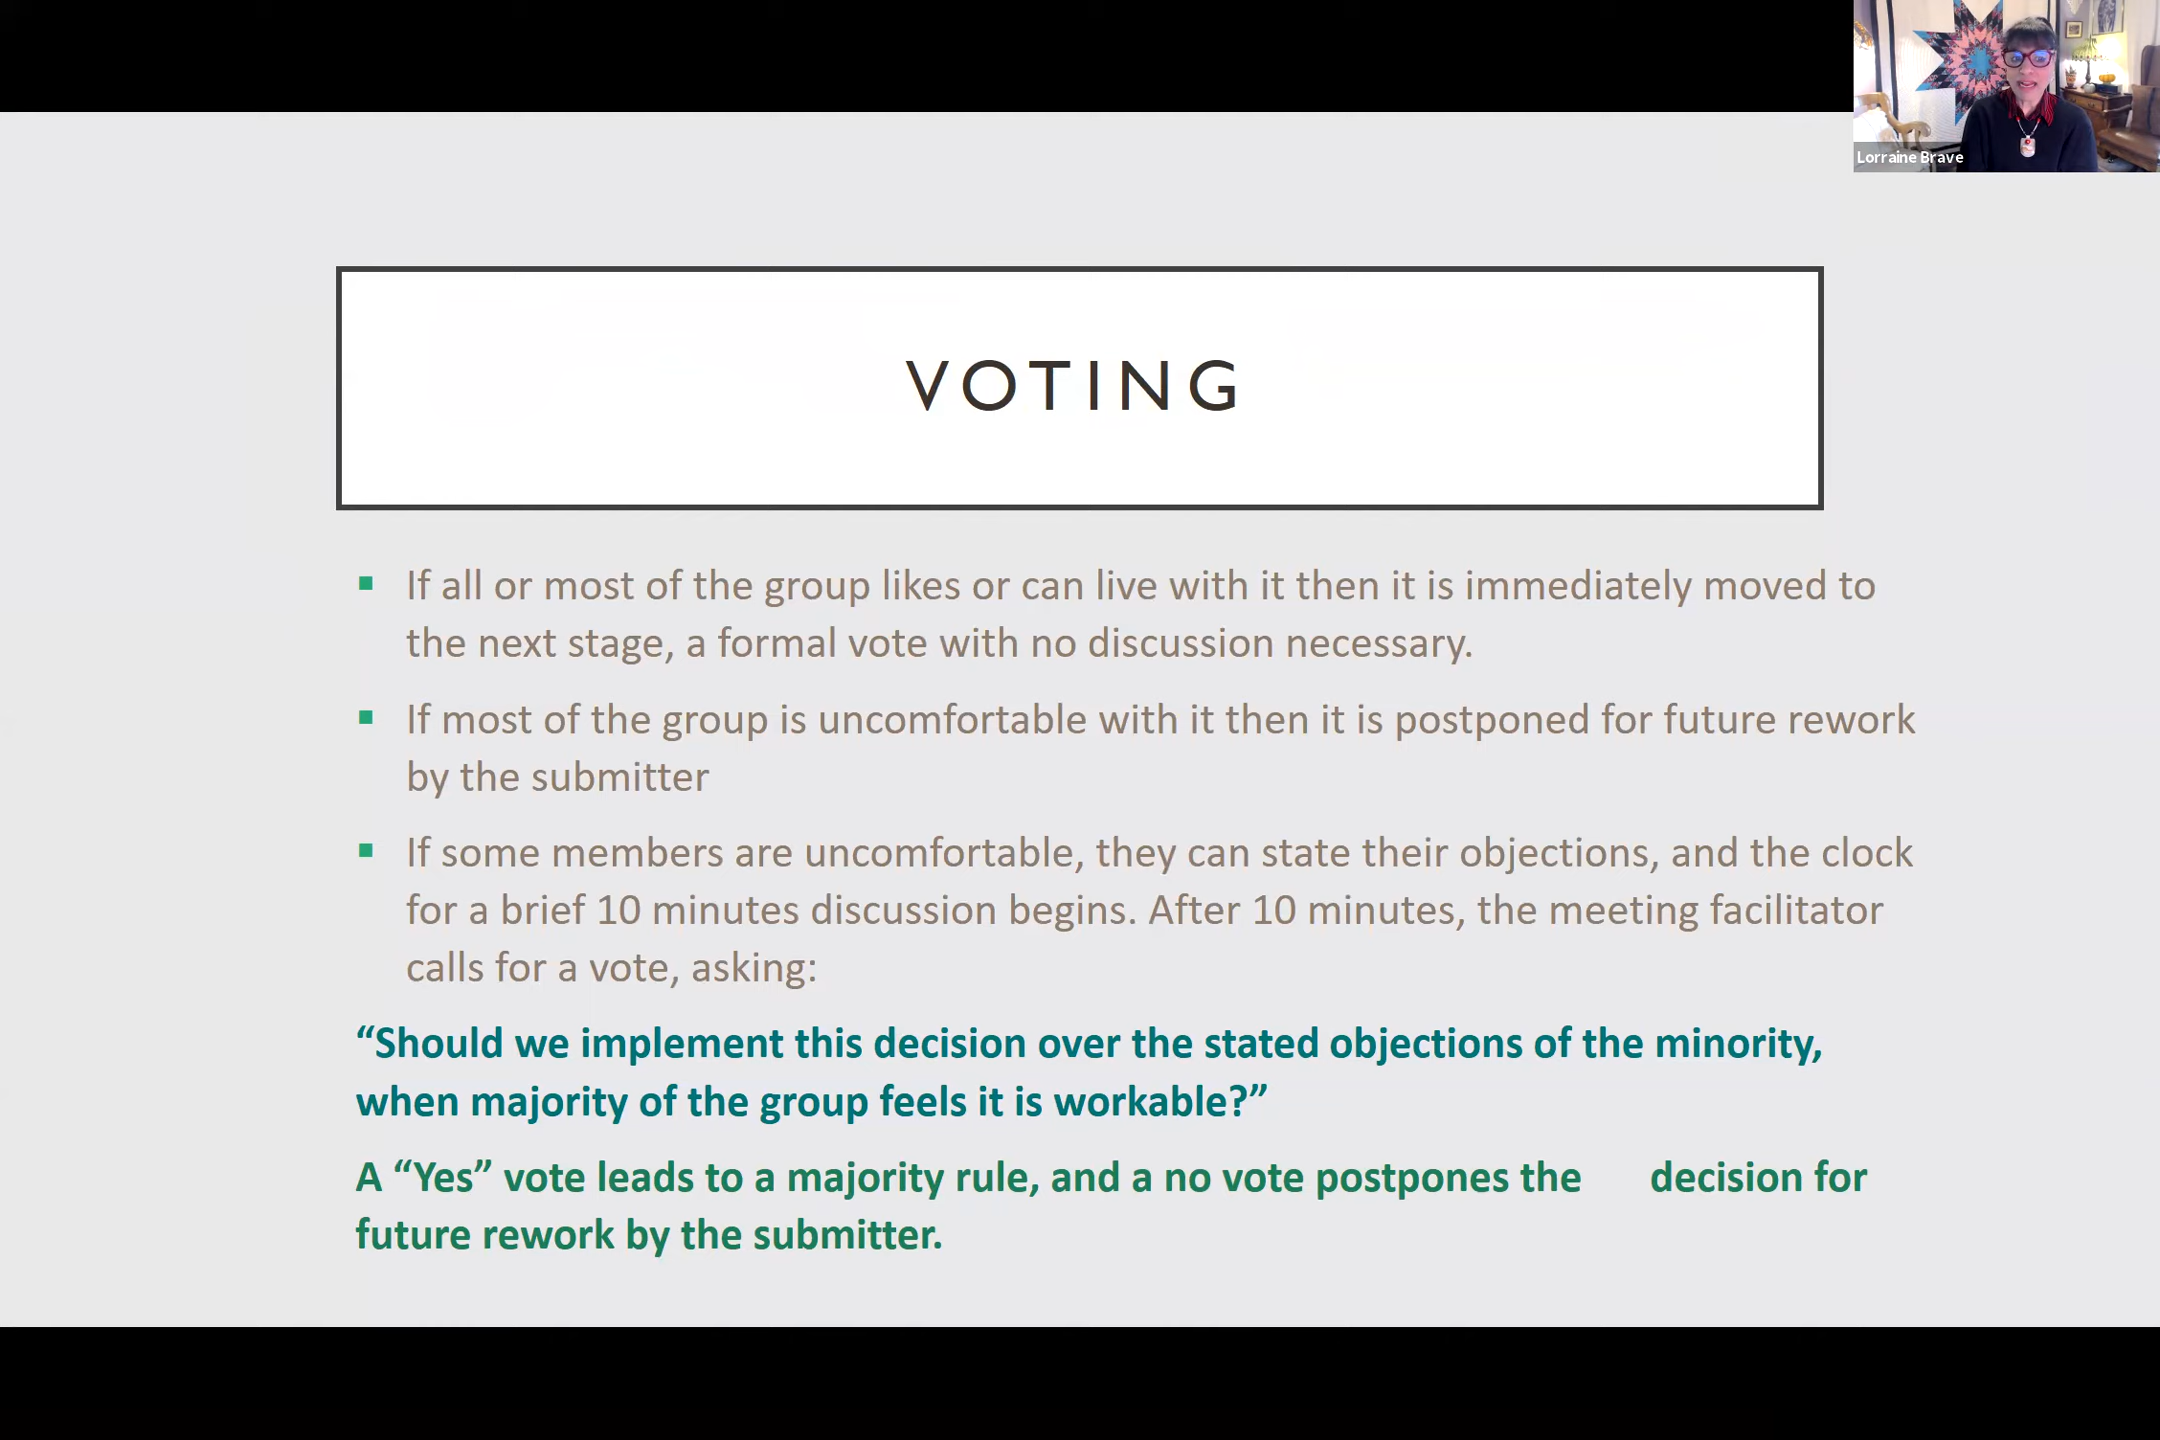 Lorraine Brave
VOTING
▪ If all or most of the group likes or can live with it then it is immediately moved to
the next stage, a formal vote with no discussion necessary.
▪ If most of the group is uncomfortable with it then it is postponed for future rework
by the submitter
▪ If some members are uncomfortable, they can state their objections, and the clock
for a brief 10 minutes discussion begins. After 10 minutes, the meeting facilitator
calls for a vote, asking:
“Should we implement this decision over the stated objections of the minority,
when majority of the group feels it is workable?”
A “Yes” vote leads to a majority rule, and a no vote postpones the decision for
future rework by the submitter.